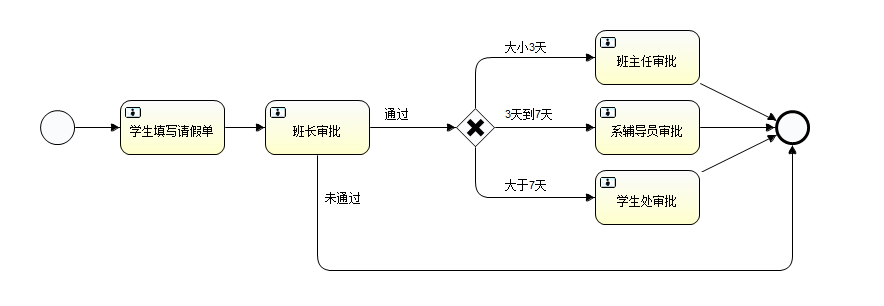 学生填写请假单
班长审批
通过
未通过
大小3天
3天到7天
大于7天
班主任审批
系辅导员审批
学生处审批